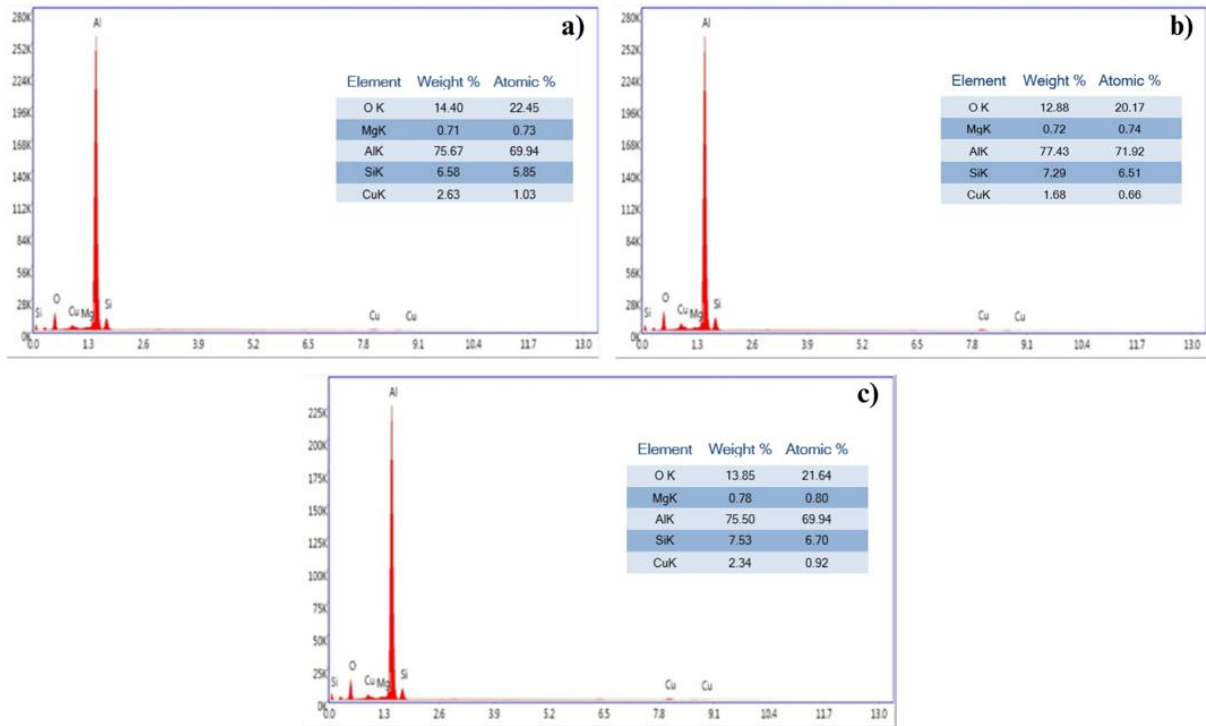 a)
280K
252K
224K
196K
168K
140K
112K
84K
56K
28K
0K
Al
Si
O
Cu
Mg
Si
Cu
Cu
0.0 1.3 2.6 3.9 5.2 6.5 7.8 9.1 10.4 11.7 13.0
Element Weight % Atomic %
O K 14.40 22.45
MgK 0.71 0.73
AlK 75.67 69.94
SiK 6.58 5.85
CuK 2.63 1.03
b)
280K
252K
224K
196K
168K
140K
112K
84K
56K
28K
0K
Al
Si
O
Cu
Mg
Si
Cu
Cu
0.0 1.3 2.6 3.9 5.2 6.5 7.8 9.1 10.4 11.7 13.0
Element Weight % Atomic %
O K 12.88 20.17
MgK 0.72 0.74
AlK 77.43 71.92
SiK 7.29 6.51
CuK 1.68 0.66
c)
225K
200K
175K
150K
125K
100K
75K
50K
25K
0K
Al
Si
O
Cu
Mg
Si
Cu
Cu
0.0 1.3 2.6 3.9 5.2 6.5 7.8 9.1 10.4 11.7 13.0
Element Weight % Atomic %
O K 13.85 21.64
MgK 0.78 0.80
AlK 75.50 69.94
SiK 7.53 6.70
CuK 2.34 0.92